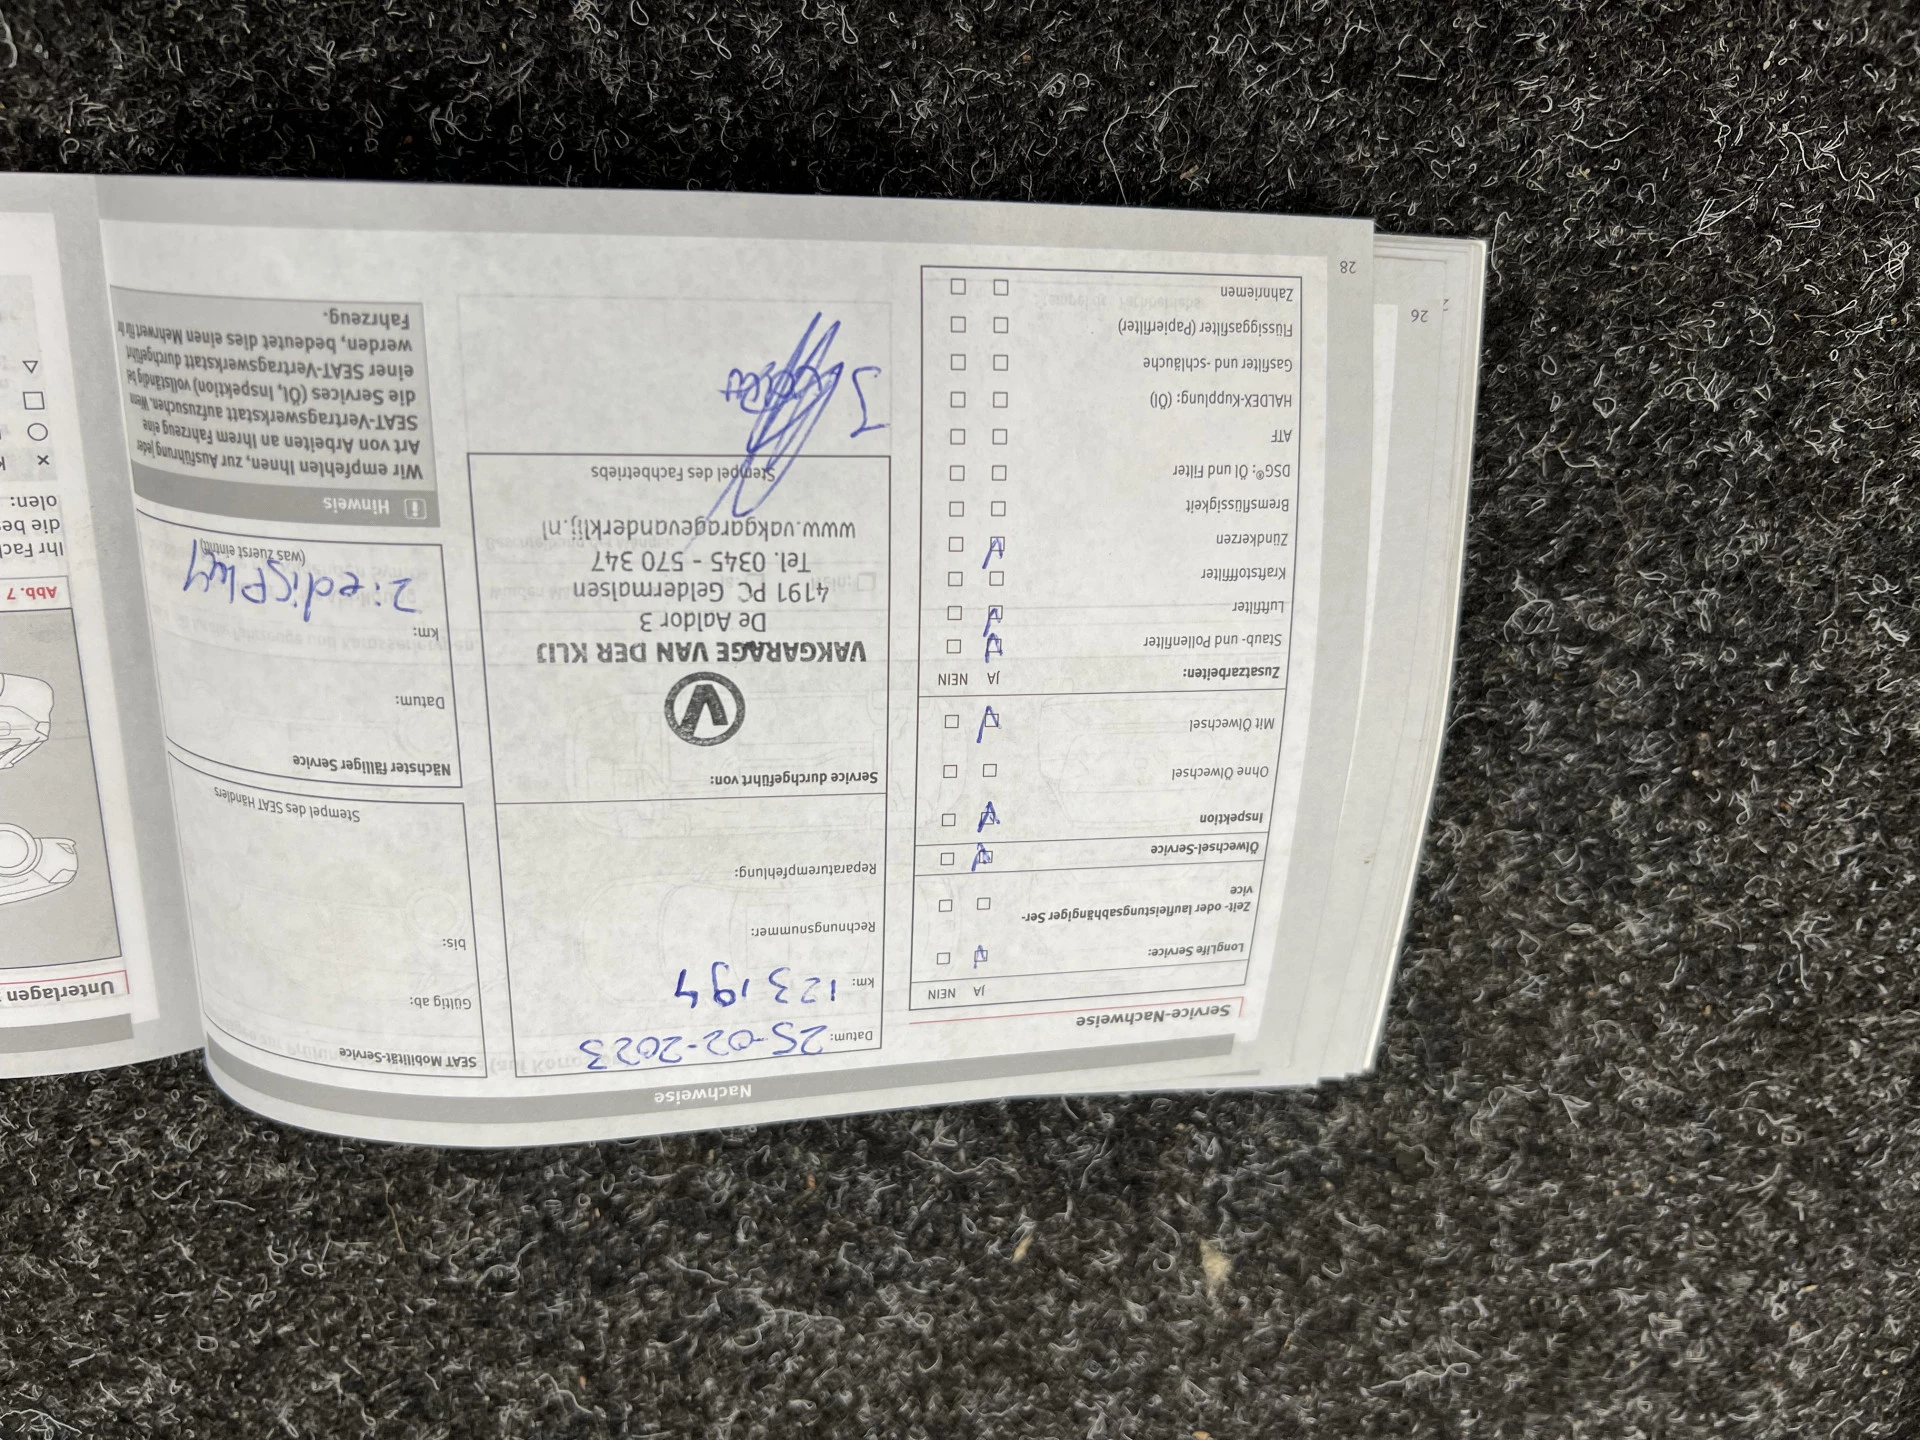 Nachweise
Service-Nachweise
JA NEIN
LongLife Service:
Zeit- oder laufleistungsabhängiger Ser-
vice
Ölwechsel-Service
Inspektion
Ohne Ölwechsel
Mit Ölwechsel
Zusatzarbeiten: JA NEIN
Staub- und Pollenfilter
Luftfilter
Kraftstofffilter
Zündkerzen
Bremsflüssigkeit
DSG®: Öl und Filter
ATF
HALDEX-Kupplung: (Öl)
Gasfilter und -schläuche
Flüssiggasfilter (Papierfilter)
Zahnriemen
28
26
Datum: 25-02-2023
km: 123194
Rechnungsnummer:
Reparaturempfehlung:
Service durchgeführt von:
V
VAKGARAGE VAN DER KLIJ
De Aaldor 3
4191 PC Geldermalsen
Tel. 0345 - 570 347
www.vakgaragevanderklij.nl
Stempel des Fachbetriebs
SEAT Mobilität-Service
Gültig ab:
bis:
Stempel des SEAT Händlers
Nächster fälliger Service
Datum:
km:
(was zuerst eintritt)
Hinweis
Wir empfehlen Ihnen, zur Ausführung jeder
Art von Arbeiten an Ihrem Fahrzeug eine
SEAT-Vertragswerkstatt aufzusuchen. Wenn
die Services (Öl, Inspektion) vollständig bei
einer SEAT-Vertragswerkstatt durchgeführt
werden, bedeutet dies einen Mehrwert für Ihr
Fahrzeug.
Unterlagen
Abb. 7
Ihr Fach
die bes
olen: